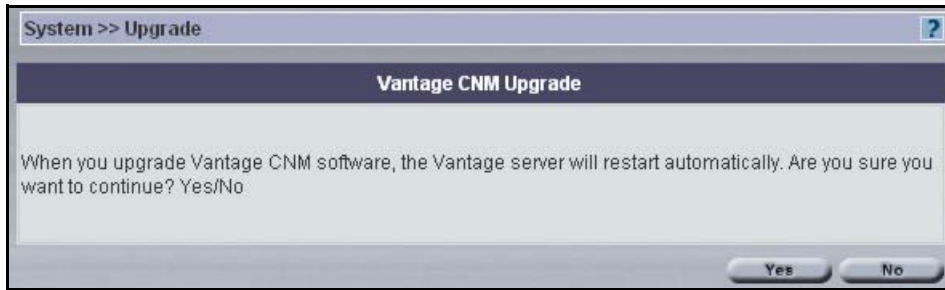 System >> Upgrade
?
Vantage CNM Upgrade
When you upgrade Vantage CNM software, the Vantage server will restart automatically. Are you sure you
want to continue? Yes/No
Yes
No